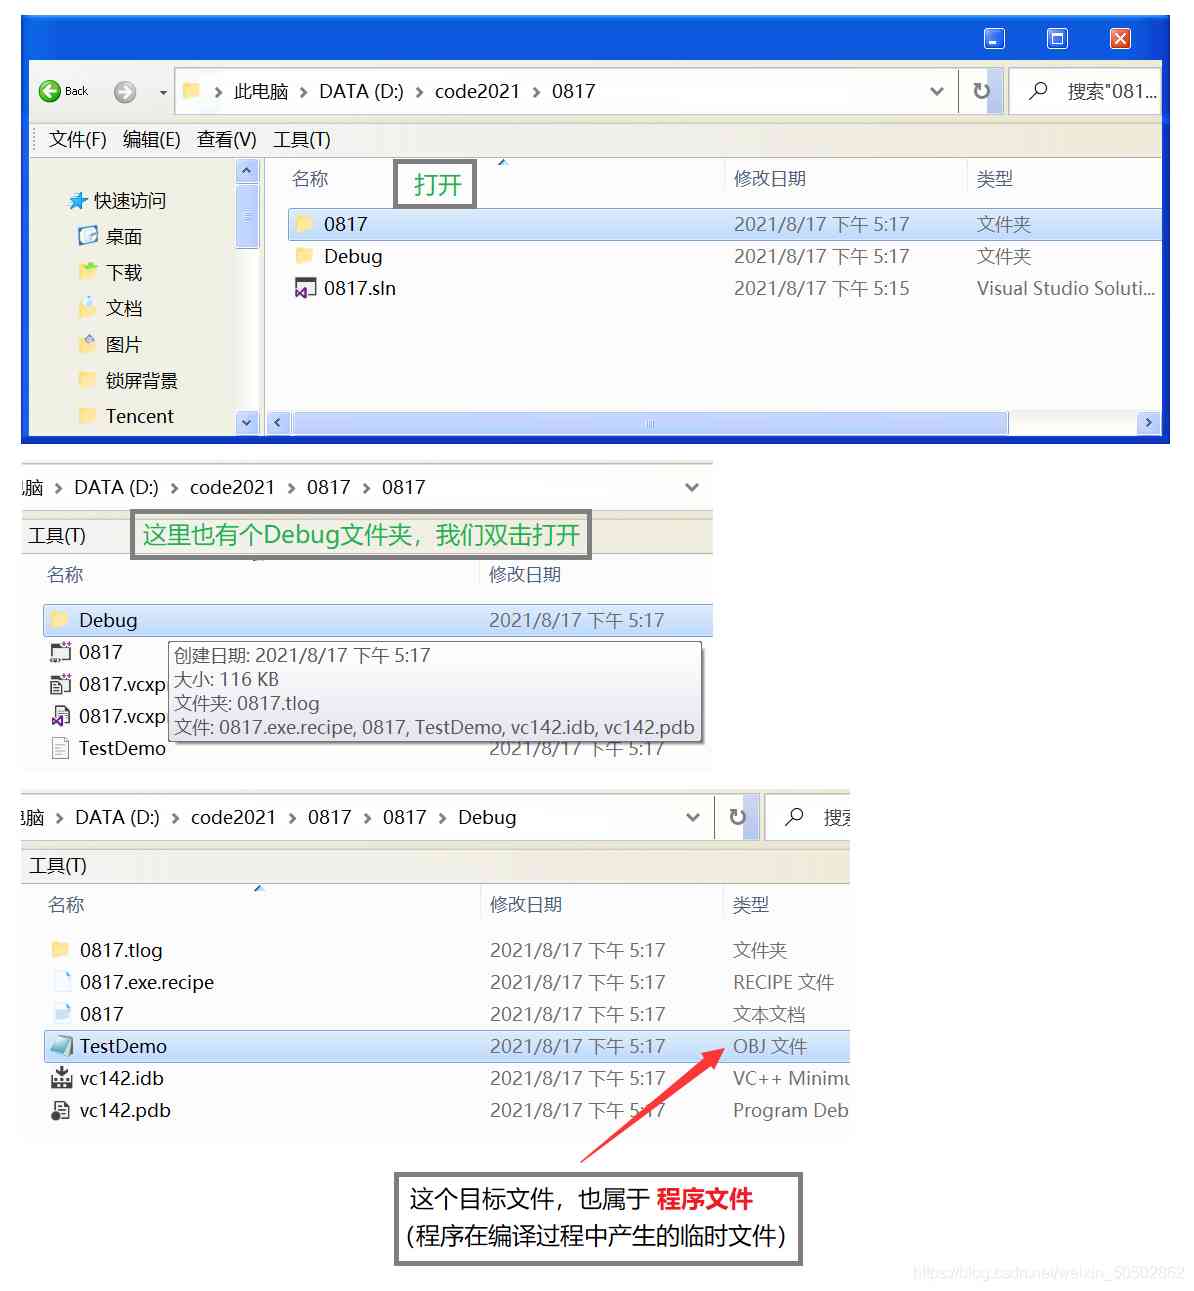 Back 此电脑 DATA (D:) code2021 0817 搜索"081...
文件(F) 编辑(E) 查看(V) 工具(T)
名称 打开 修改日期 类型
快速访问
桌面
下载
文档
图片
锁屏背景
Tencent
0817 2021/8/17 下午 5:17 文件夹
Debug 2021/8/17 下午 5:17 文件夹
0817.sln 2021/8/17 下午 5:15 Visual Studio Soluti...
脑 DATA (D:) code2021 0817 0817
工具(T) 这里也有个Debug文件夹，我们双击打开
名称 修改日期
Debug 2021/8/17 下午 5:17
0817
0817.vcxp
0817.vcxp
TestDemo 2021/8/17 下午 5:17
创建日期: 2021/8/17 下午 5:17
大小: 116 KB
文件夹: 0817.tlog
文件: 0817.exe.recipe, 0817, TestDemo, vc142.idb, vc142.pdb
电脑 DATA (D:) code2021 0817 0817 Debug 搜索
工具(T)
名称 修改日期 类型
0817.tlog 2021/8/17 下午 5:17 文件夹
0817.exe.recipe 2021/8/17 下午 5:17 RECIPE 文件
0817 2021/8/17 下午 5:17 文本文档
TestDemo 2021/8/17 下午 5:17 OBJ 文件
vc142.idb 2021/8/17 下午 5:17 VC++ Minimu
vc142.pdb 2021/8/17 下午 5:17 Program Deb
这个目标文件，也属于 程序文件
(程序在编译过程中产生的临时文件)
https://blog.csdn.net/weixin_50502862